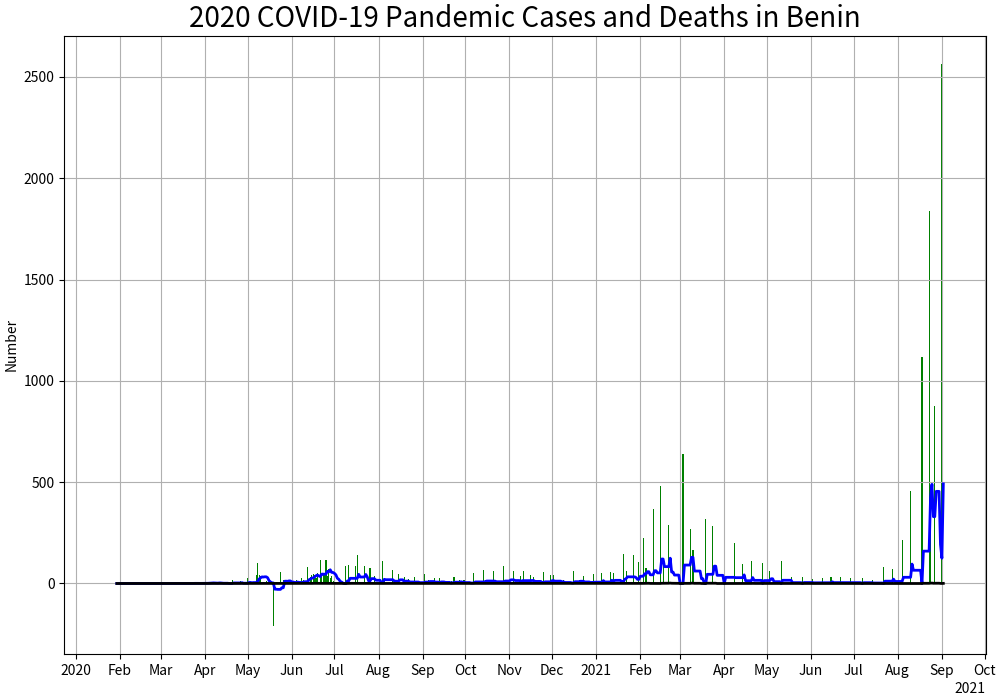 2020 COVID-19 Pandemic Cases and Deaths in Benin
Number
2500
2000
1500
1000
500
0
2020 Feb Mar Apr May Jun Jul Aug Sep Oct Nov Dec 2021 Feb Mar Apr May Jun Jul Aug Sep Oct
2021